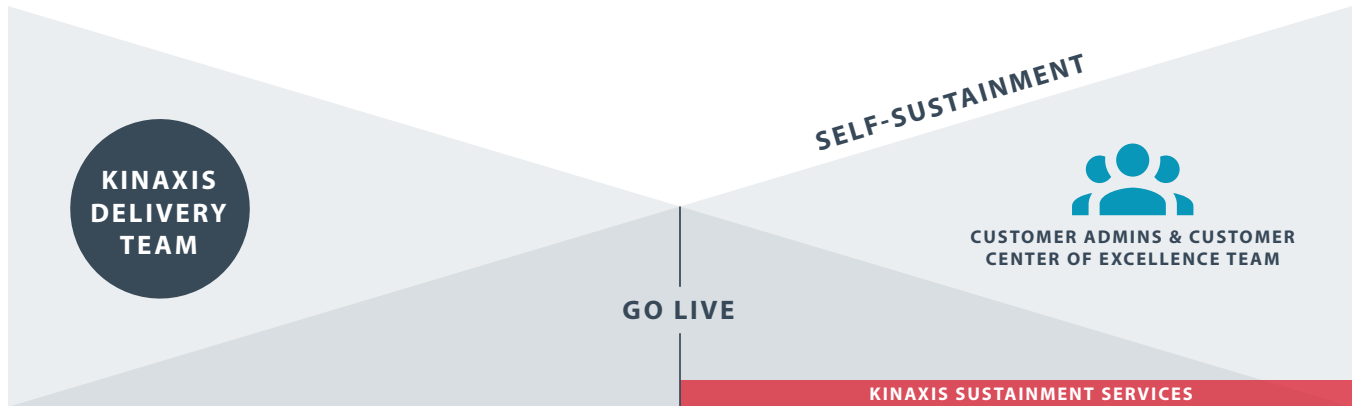 SELF-SUSTAINMENT
KINAXIS
DELIVERY
TEAM
CUSTOMER ADMINS & CUSTOMER
CENTER OF EXCELLENCE TEAM
GO LIVE
KINAXIS SUSTAINMENT SERVICES